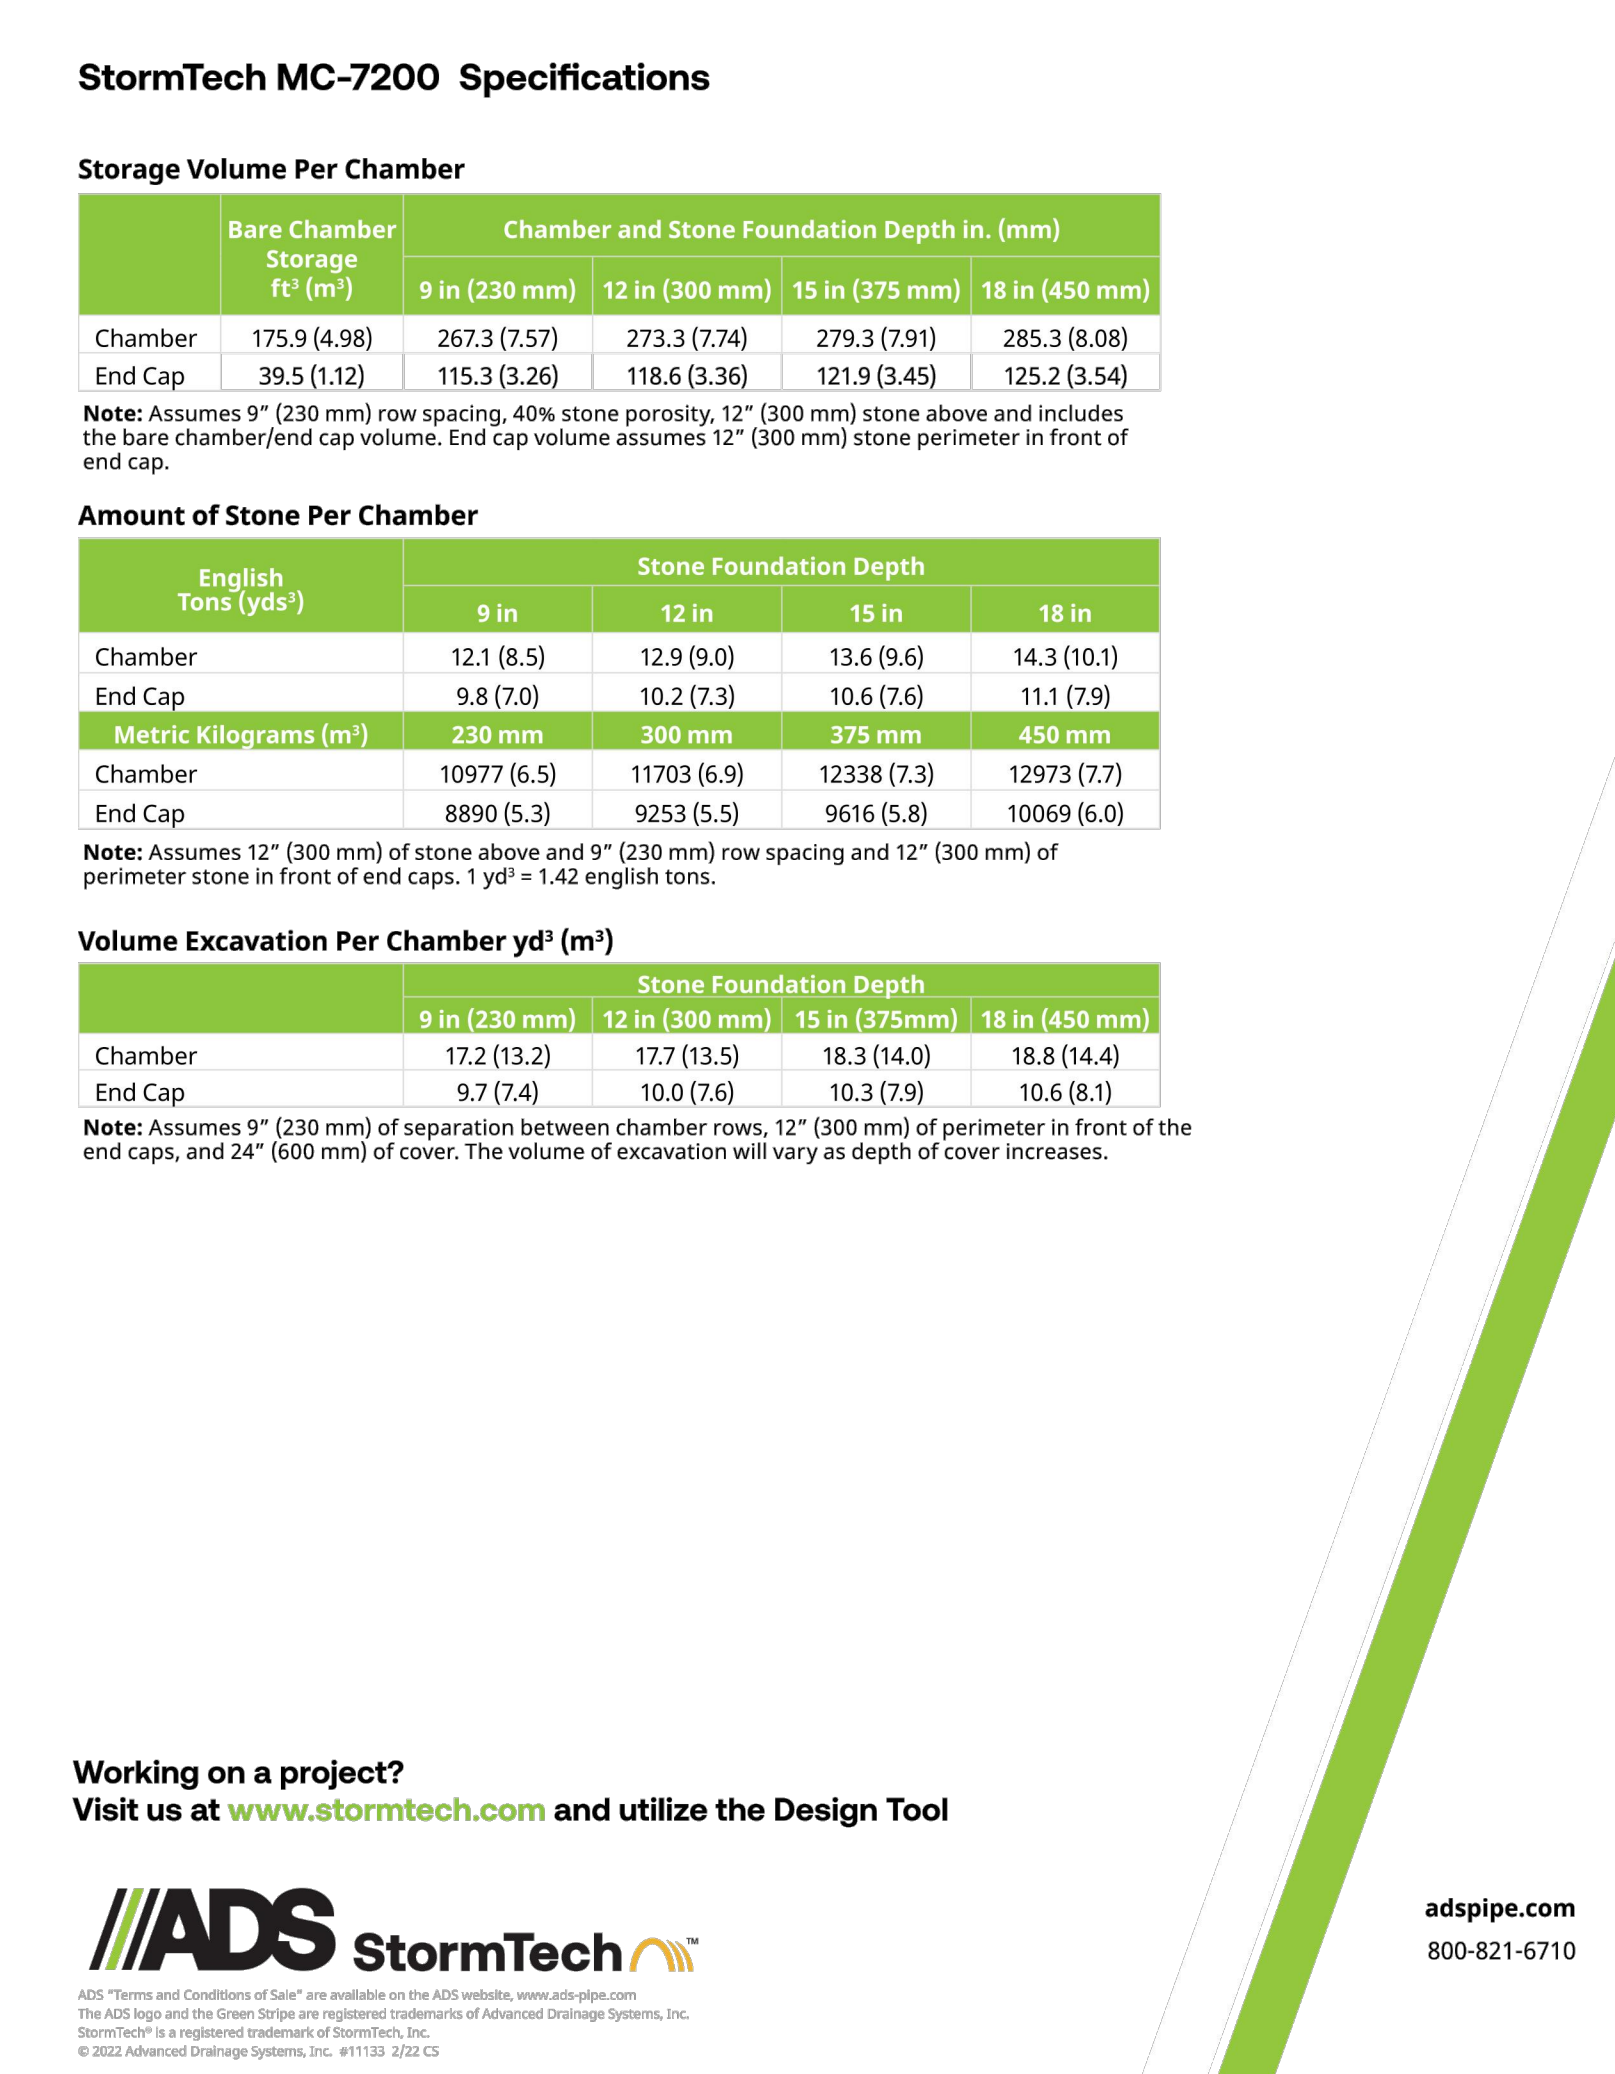 StormTech MC-7200 Specifications
Storage Volume Per Chamber
Bare Chamber Storage ft³ (m³) Chamber and Stone Foundation Depth in. (mm)
9 in (230 mm) 12 in (300 mm) 15 in (375 mm) 18 in (450 mm)
Chamber 175.9 (4.98) 267.3 (7.57) 273.3 (7.74) 279.3 (7.91) 285.3 (8.08)
End Cap 39.5 (1.12) 115.3 (3.26) 118.6 (3.36) 121.9 (3.45) 125.2 (3.54)
Note: Assumes 9” (230 mm) row spacing, 40% stone porosity, 12” (300 mm) stone above and includes
the bare chamber/end cap volume. End cap volume assumes 12” (300 mm) stone perimeter in front of
end cap.
Amount of Stone Per Chamber
English
Tons (yds³)
Stone Foundation Depth
9 in 12 in 15 in 18 in
Chamber 12.1 (8.5) 12.9 (9.0) 13.6 (9.6) 14.3 (10.1)
End Cap 9.8 (7.0) 10.2 (7.3) 10.6 (7.6) 11.1 (7.9)
Metric Kilograms (m³) 230 mm 300 mm 375 mm 450 mm
Chamber 10977 (6.5) 11703 (6.9) 12338 (7.3) 12973 (7.7)
End Cap 8890 (5.3) 9253 (5.5) 9616 (5.8) 10069 (6.0)
Note: Assumes 12” (300 mm) of stone above and 9” (230 mm) row spacing and 12” (300 mm) of
perimeter stone in front of end caps. 1 yd³ = 1.42 english tons.
Volume Excavation Per Chamber yd³ (m³)
Stone Foundation Depth
9 in (230 mm) 12 in (300 mm) 15 in (375mm) 18 in (450 mm)
Chamber 17.2 (13.2) 17.7 (13.5) 18.3 (14.0) 18.8 (14.4)
End Cap 9.7 (7.4) 10.0 (7.6) 10.3 (7.9) 10.6 (8.1)
Note: Assumes 9” (230 mm) of separation between chamber rows, 12” (300 mm) of perimeter in front of the
end caps, and 24” (600 mm) of cover. The volume of excavation will vary as depth of cover increases.
Working on a project?
Visit us at www.stormtech.com and utilize the Design Tool
ADS StormTech™
adspipe.com
800-821-6710
ADS "Terms and Conditions of Sale" are available on the ADS website, www.ads-pipe.com
The ADS logo and the Green Stripe are registered trademarks of Advanced Drainage Systems, Inc.
StormTech® is a registered trademark of StormTech, Inc.
© 2022 Advanced Drainage Systems, Inc. #11133 2/22 CS